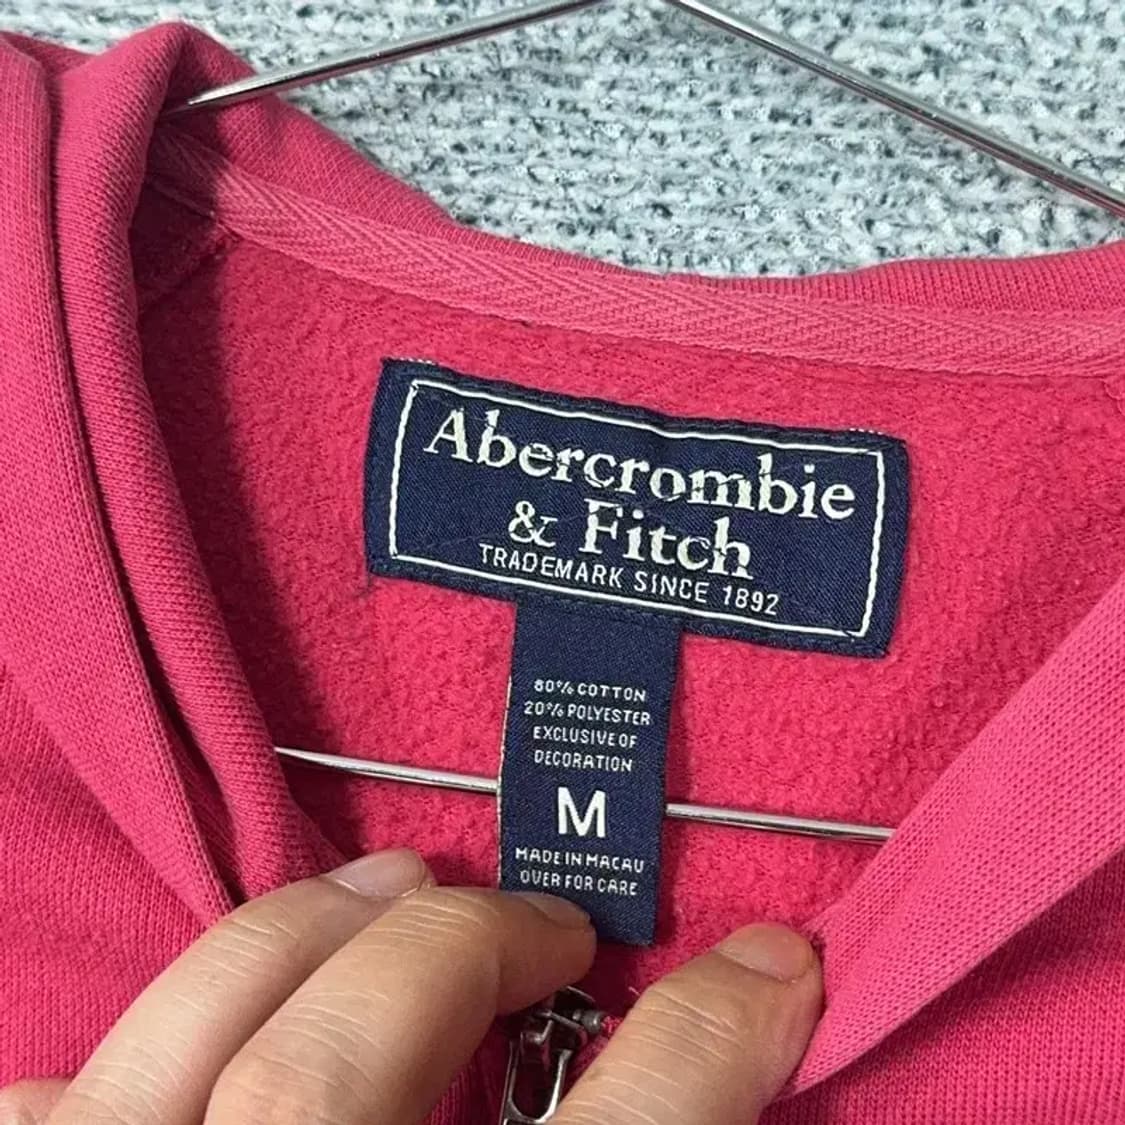 Abercrombie
& Fitch
TRADEMARK SINCE 1892
80% COTTON
20% POLYESTER
EXCLUSIVE OF
DECORATION
M
MADE IN MACAU
OVER FOR CARE